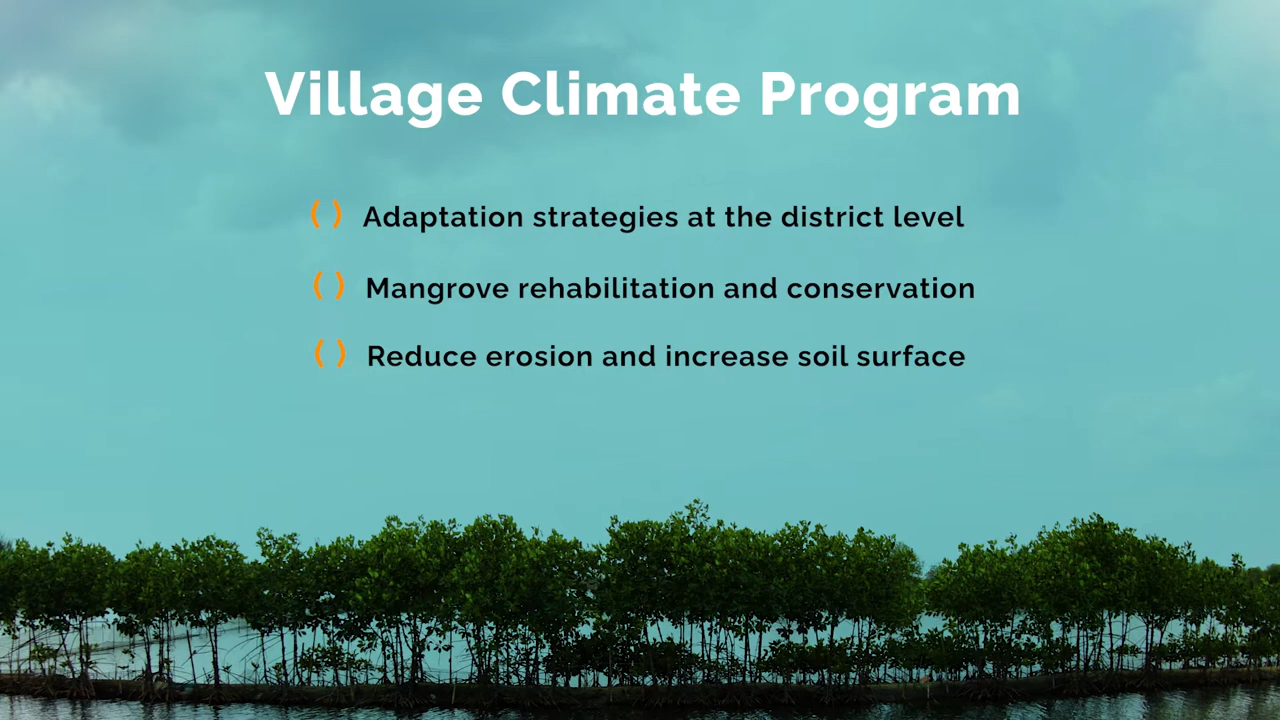 Village Climate Program
( ) Adaptation strategies at the district level
( ) Mangrove rehabilitation and conservation
( ) Reduce erosion and increase soil surface